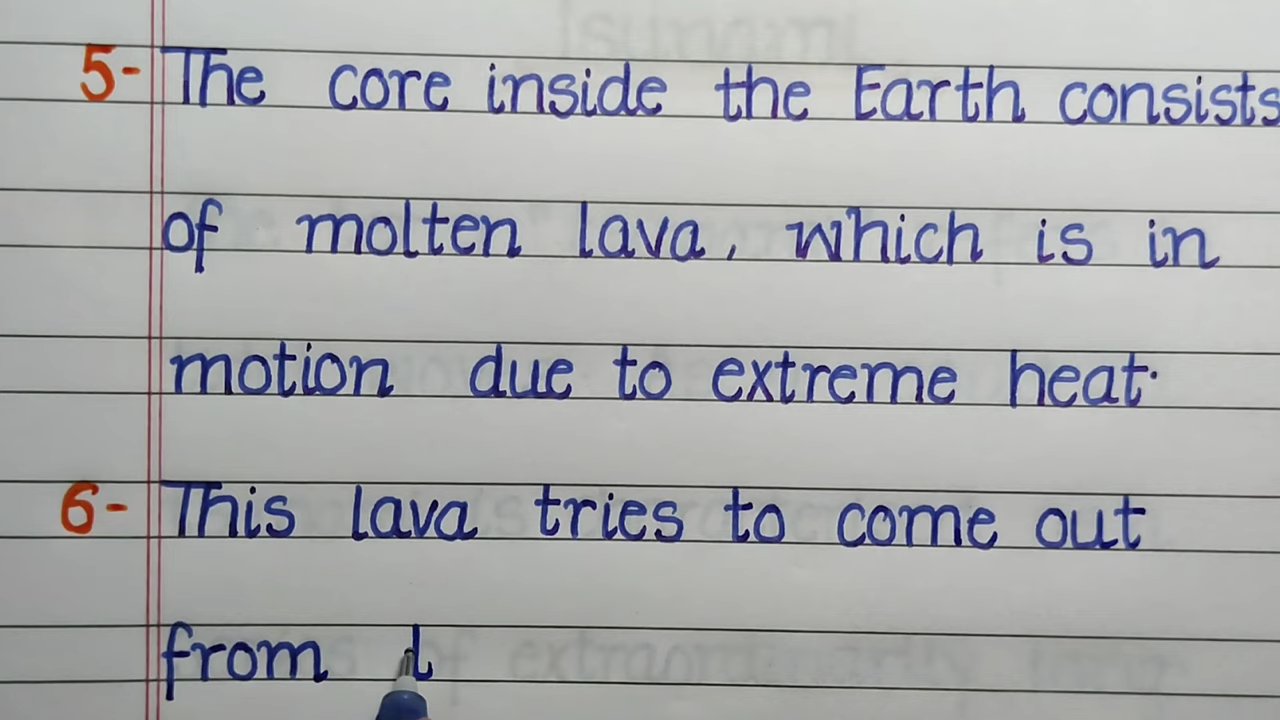 5- The core inside the Earth consists
of molten lava, which is in
motion due to extreme heat.
6- This lava tries to come out
from